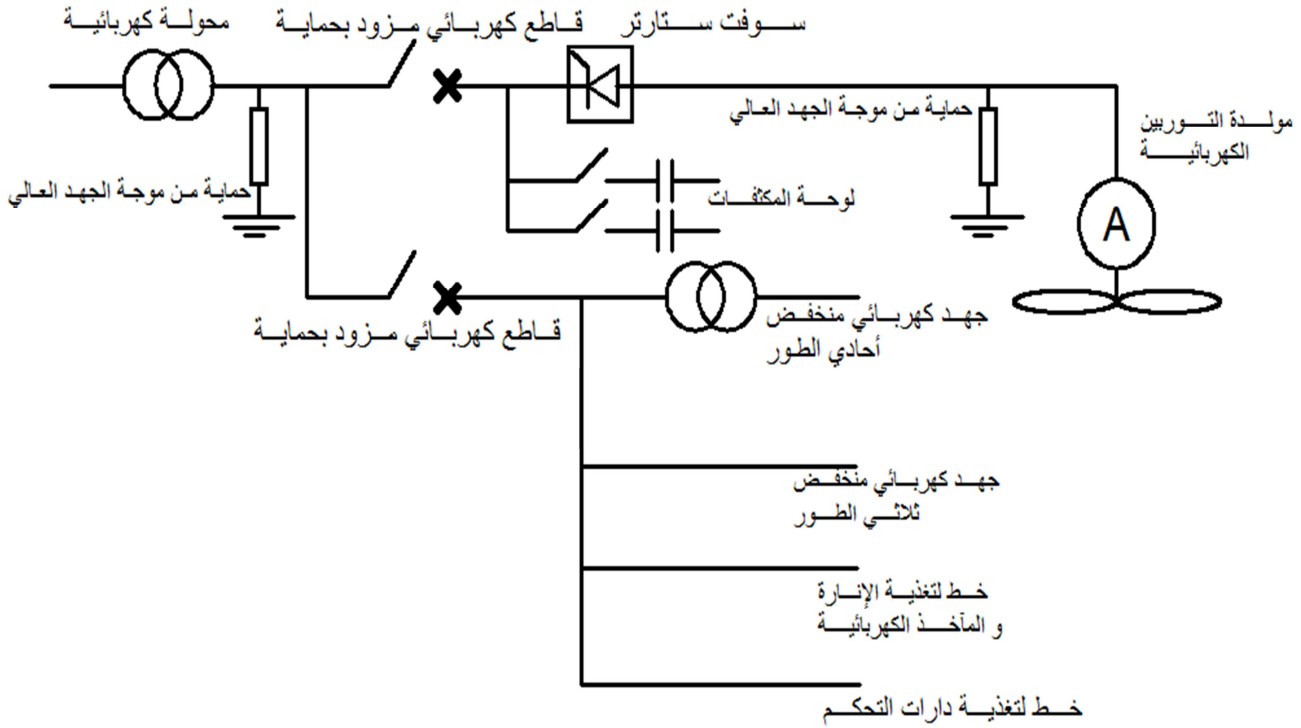 محولة كهربائية
قاطع كهربائي مزود بحماية
سوفت ستارتر
حماية من موجة الجهد العالي
مولدة التوربين
الكهربائية
حماية من موجة الجهد العالي
لوحة المكثفات
A
قاطع كهربائي مزود بحماية
جهد كهربائي منخفض
أحادي الطور
جهد كهربائي منخفض
ثلاثي الطور
خط لتغذية الإنارة
و المآخذ الكهربائية
خط لتغذية دارات التحكم